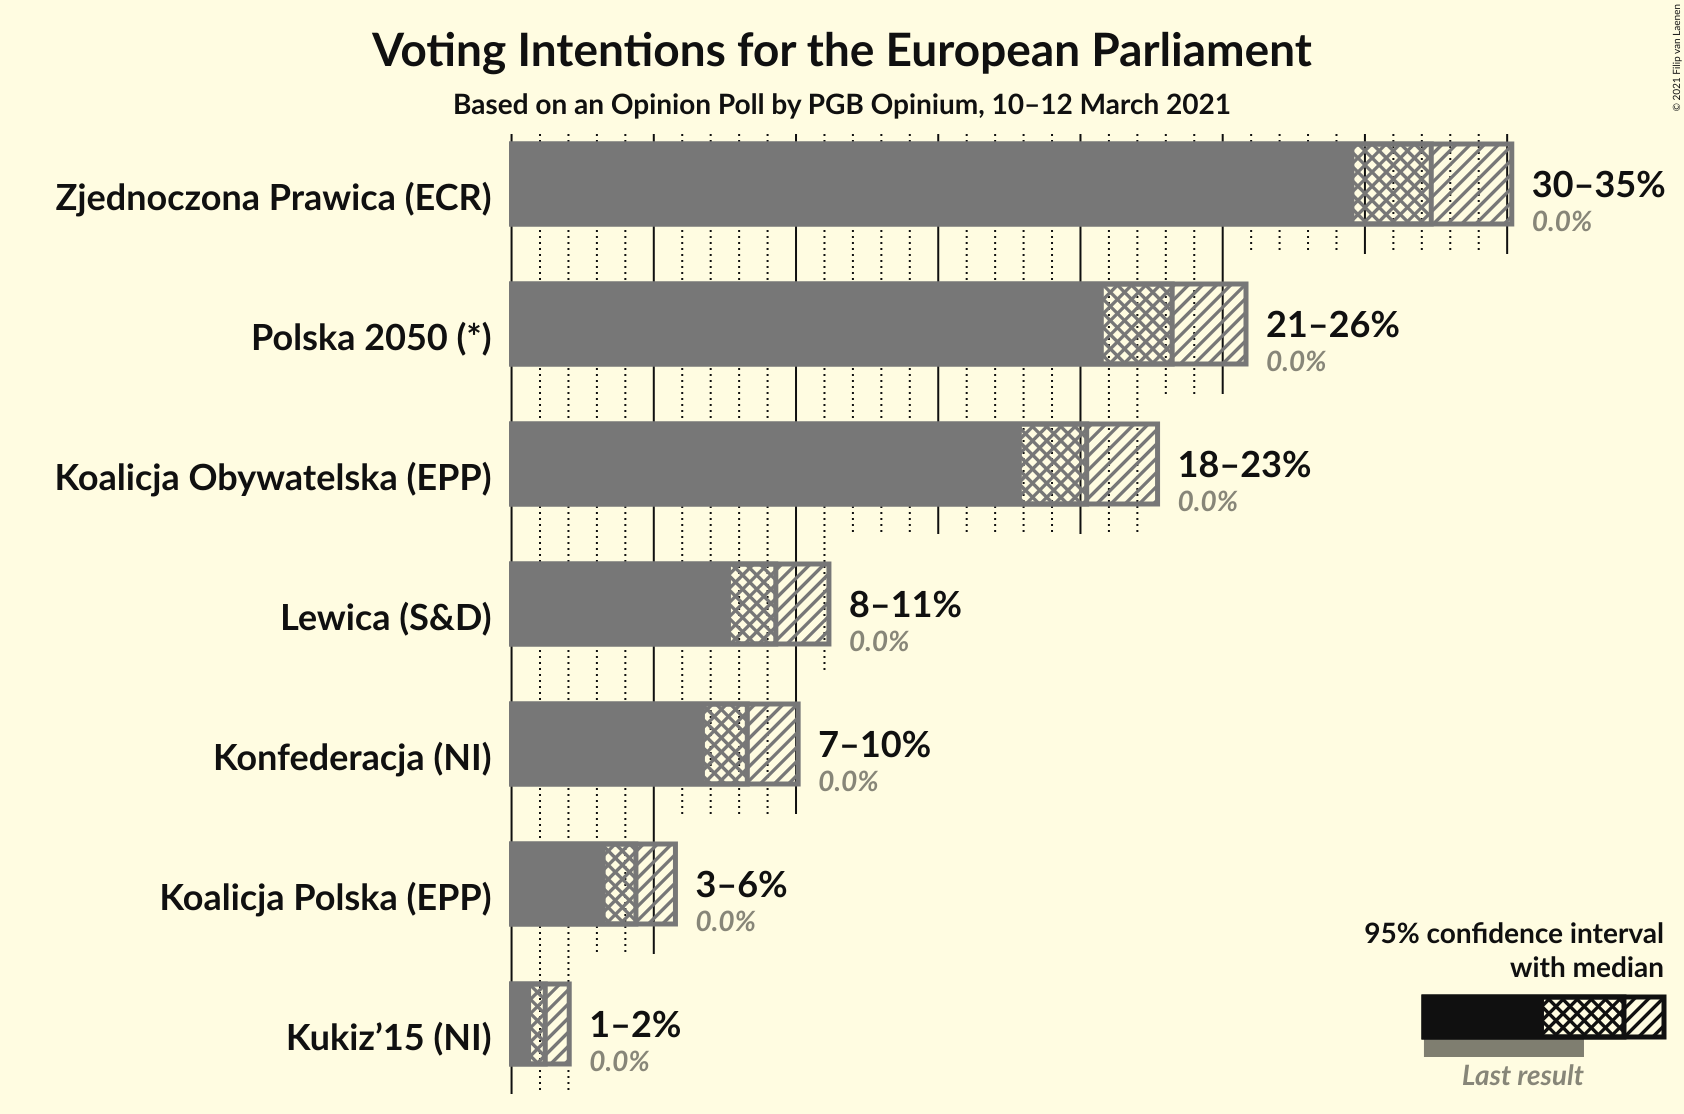 Voting Intentions for the European Parliament
Based on an Opinion Poll by PGB Opinium, 10–12 March 2021
© 2021 Filip van Laenen
Zjednoczona Prawica (ECR)
30–35%
0.0%
Polska 2050 (*)
21–26%
0.0%
Koalicja Obywatelska (EPP)
18–23%
0.0%
Lewica (S&D)
8–11%
0.0%
Konfederacja (NI)
7–10%
0.0%
Koalicja Polska (EPP)
3–6%
0.0%
Kukiz’15 (NI)
1–2%
0.0%
95% confidence interval
with median
Last result